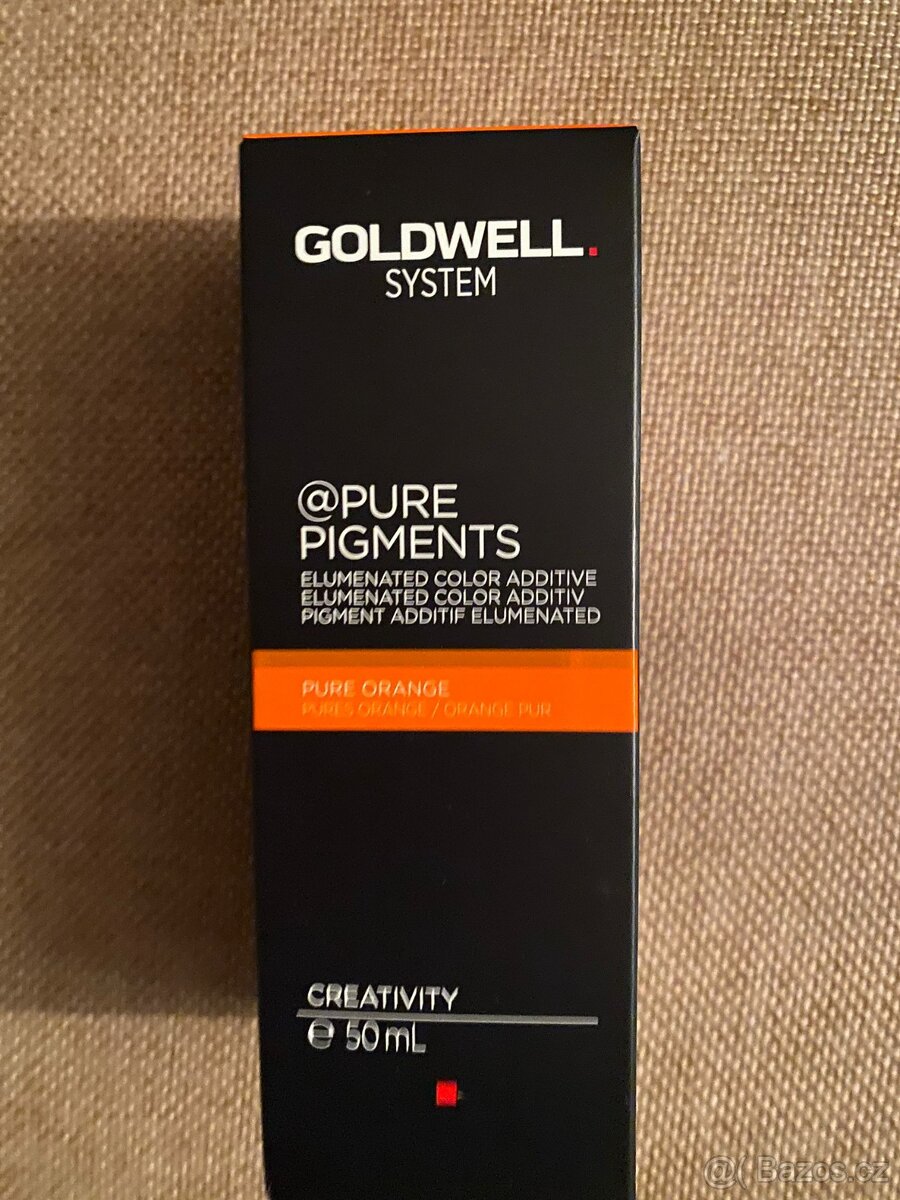 GOLDWELL.
SYSTEM
@PURE
PIGMENTS
ELUMENATED COLOR ADDITIVE
ELUMENATED COLOR ADDITIV
PIGMENT ADDITIF ELUMENATED
PURE ORANGE
PURES ORANGE / ORANGE PUR
CREATIVITY
℮ 50 mL
@( Bazos.cz